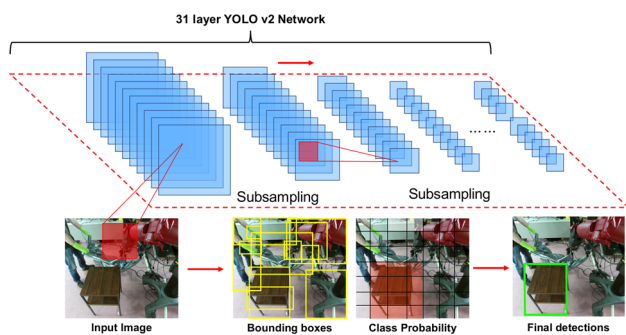 31 layer YOLO v2 Network
......
Subsampling
Subsampling
Input Image
Bounding boxes
Class Probability
Final detections